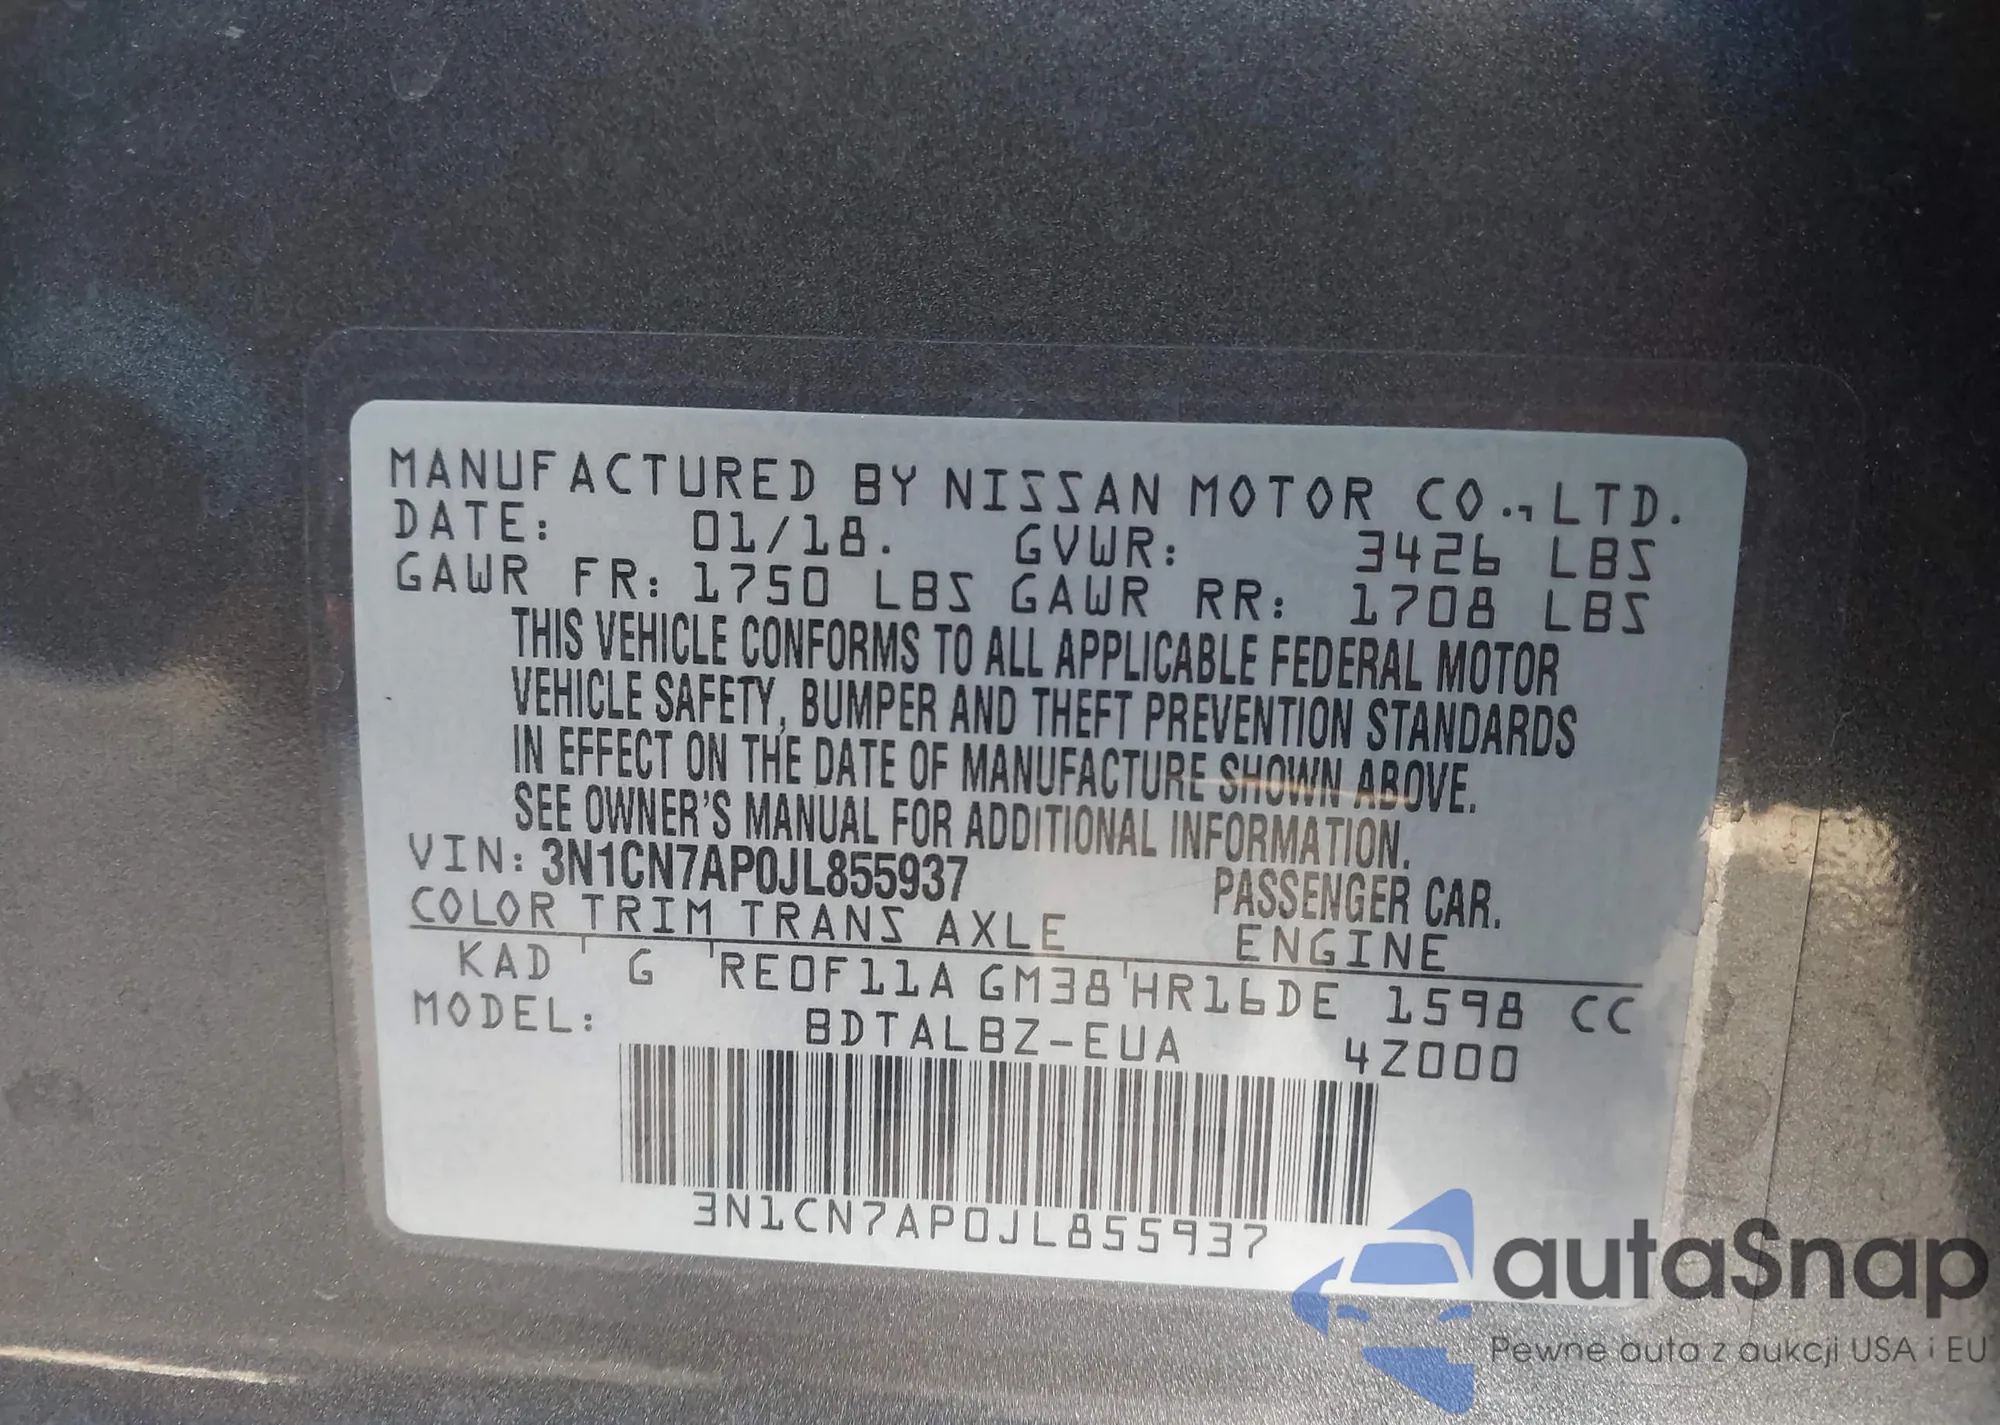 MANUFACTURED BY NISSAN MOTOR CO., LTD.
DATE: 01/18. GVWR: 3426 LBS
GAWR FR: 1750 LBS GAWR RR: 1708 LBS
THIS VEHICLE CONFORMS TO ALL APPLICABLE FEDERAL MOTOR
VEHICLE SAFETY, BUMPER AND THEFT PREVENTION STANDARDS
IN EFFECT ON THE DATE OF MANUFACTURE SHOWN ABOVE.
SEE OWNER'S MANUAL FOR ADDITIONAL INFORMATION.
VIN: 3N1CN7AP0JL855937 PASSENGER CAR.
COLOR TRIM TRANS AXLE ENGINE
KAD G RE0F11A GM38 HR16DE 1598 CC
MODEL: BDTALBZ-EUA 4Z000
3N1CN7AP0JL855937
autaSnap
Pewne auta z aukcji USA i EU